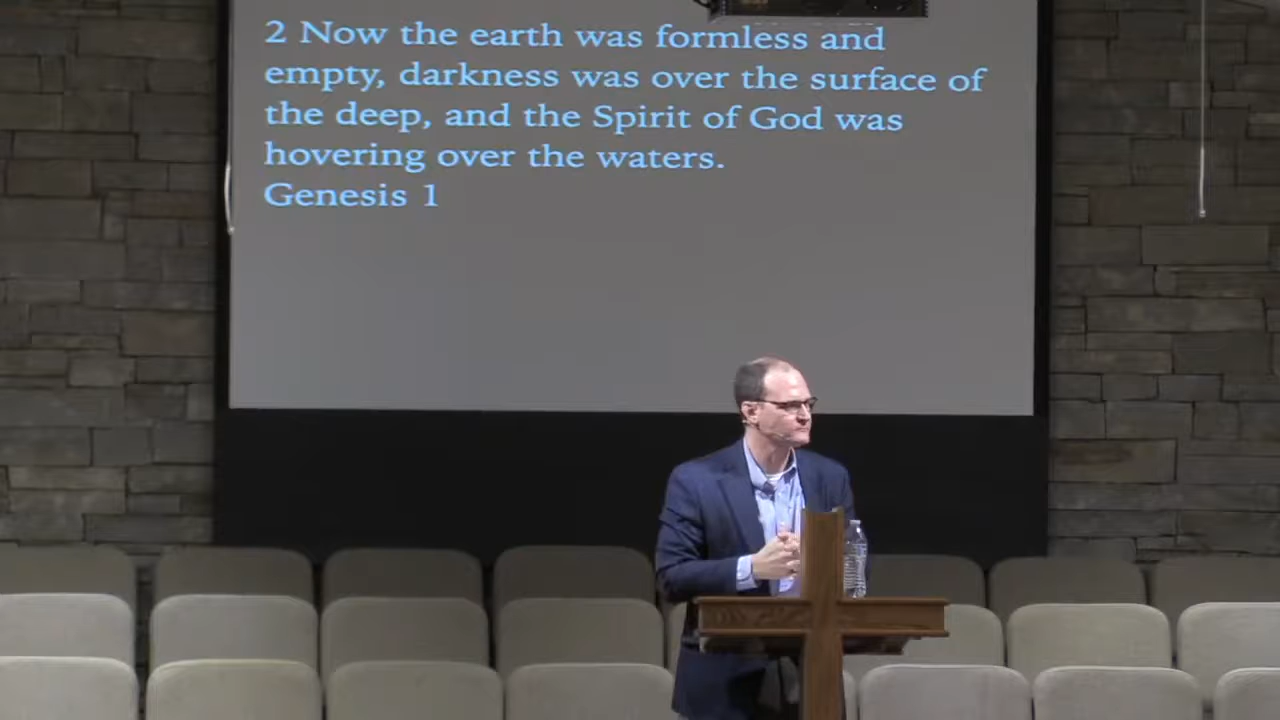 2 Now the earth was formless and
empty, darkness was over the surface of
the deep, and the Spirit of God was
hovering over the waters.
Genesis 1